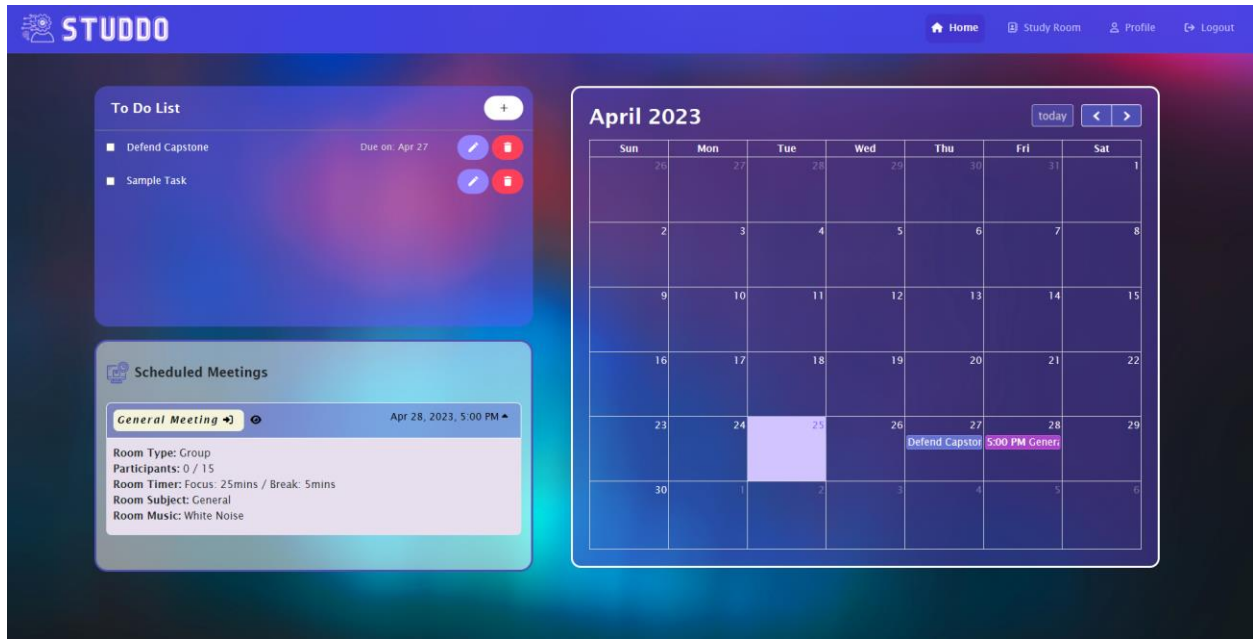 STUDDO
Home Study Room Profile Logout
To Do List
+
Defend Capstone Due on: Apr 27
Sample Task
Scheduled Meetings
General Meeting Apr 28, 2023, 5:00 PM
Room Type: Group
Participants: 0 / 15
Room Timer: Focus: 25mins / Break: 5mins
Room Subject: General
Room Music: White Noise
April 2023
today < >
Sun Mon Tue Wed Thu Fri Sat
26 27 28 29 30 31 1
2 3 4 5 6 7 8
9 10 11 12 13 14 15
16 17 18 19 20 21 22
23 24 25 26 27 28 29
Defend Capstor 5:00 PM Genera
30 1 2 3 4 5 6